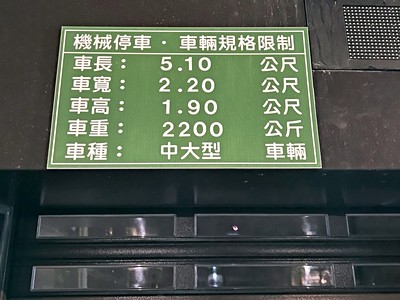 機械停車・車輛規格限制
車長： 5.10 公尺
車寬： 2.20 公尺
車高： 1.90 公尺
車重： 2200 公斤
車種： 中大型 車輛